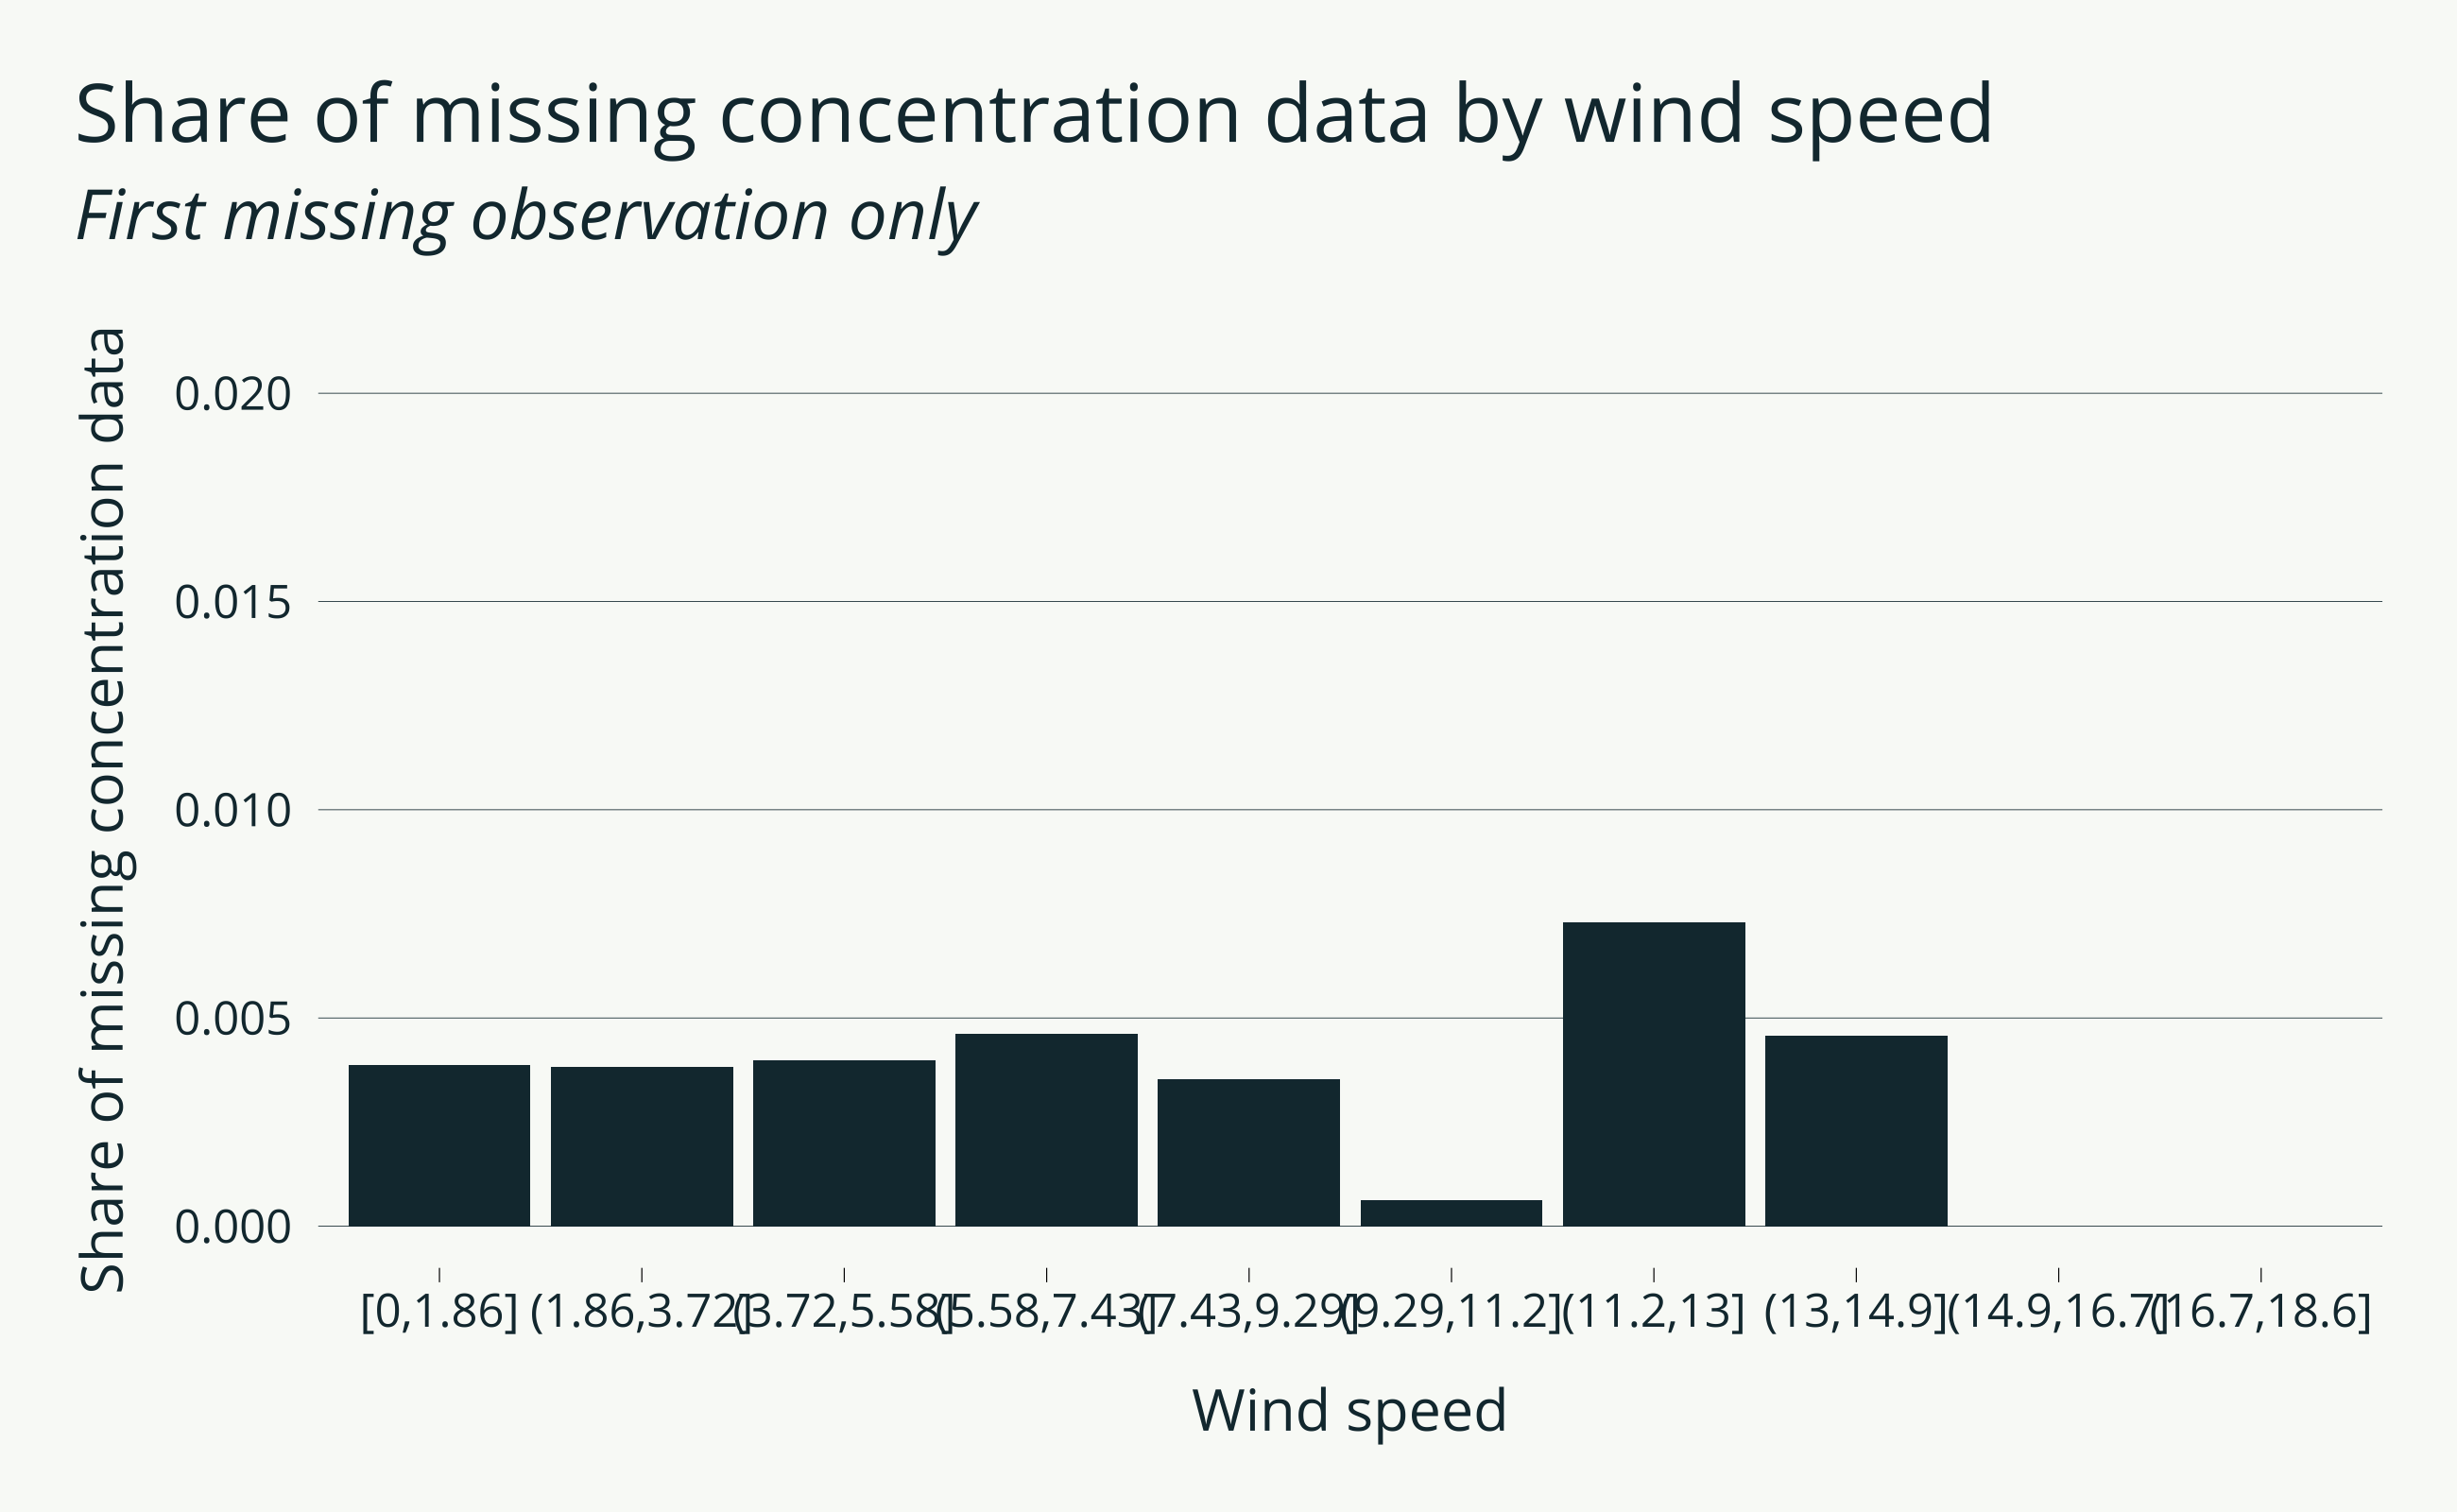 Share of missing concentration data by wind speed
First missing observation only
Share of missing concentration data
0.020
0.015
0.010
0.005
0.000
[0,1.86] (1.86,3.72] (3.72,5.58] (5.58,7.43] (7.43,9.29] (9.29,11.2] (11.2,13] (13,14.9] (14.9,16.7] (16.7,18.6]
Wind speed